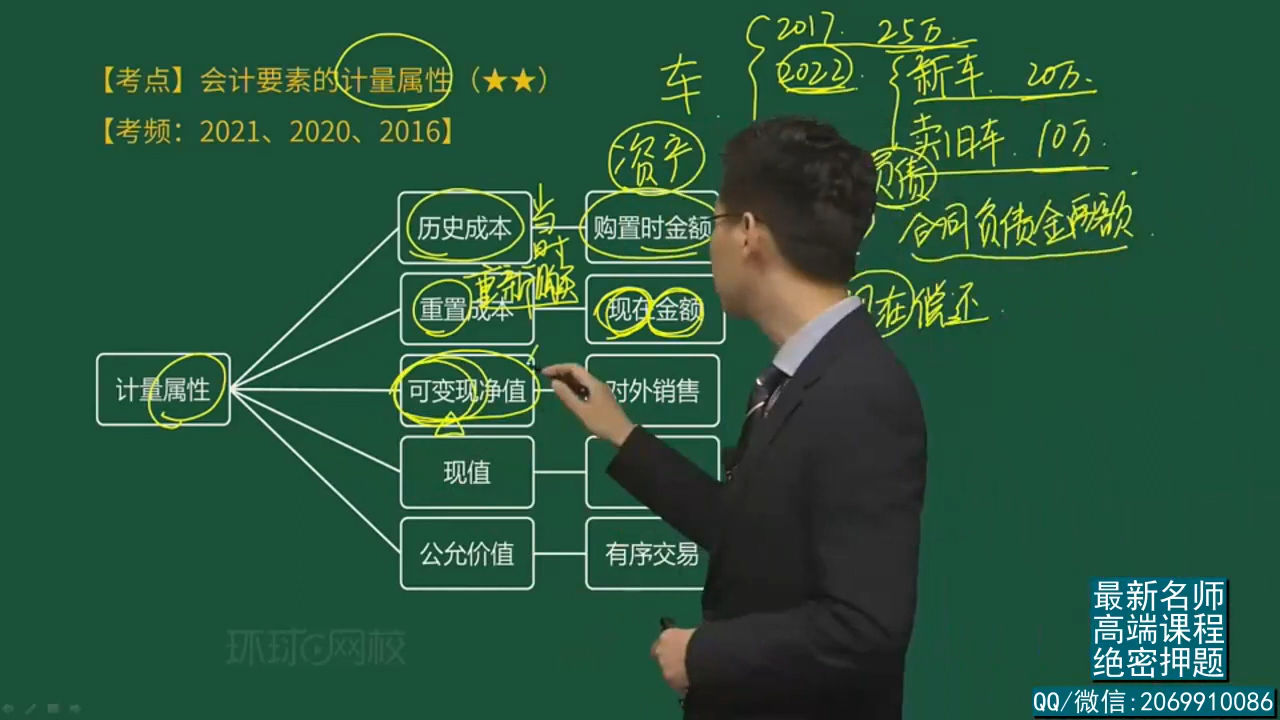 【考点】会计要素的计量属性（★★）
【考频：2021、2020、2016】
车
2017. 25万.
2022
新车 20万.
卖旧车. 10万.
资产
负债
合同负债金额
现在偿还.
历史成本
当时
购置时金额
重置成本
重新购买
现在金额
计量属性
可变现净值
对外销售
现值
公允价值
有序交易
环球网校
最新名师
高端课程
绝密押题
QQ/微信:2069910086